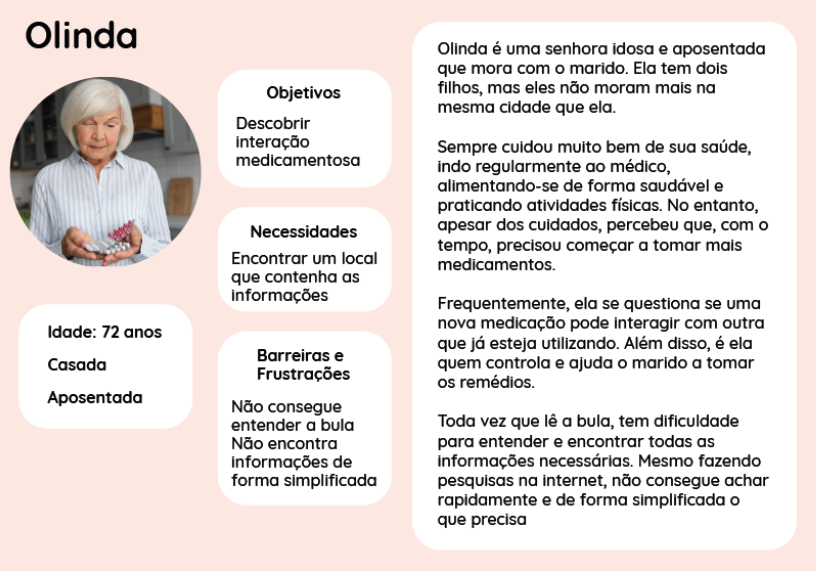 Olinda
Idade: 72 anos
Casada
Aposentada
Objetivos
Descobrir
interação
medicamentosa
Necessidades
Encontrar um local
que contenha as
informações
Barreiras e
Frustrações
Não consegue
entender a bula
Não encontra
informações de
forma simplificada
Olinda é uma senhora idosa e aposentada
que mora com o marido. Ela tem dois
filhos, mas eles não moram mais na
mesma cidade que ela.
Sempre cuidou muito bem de sua saúde,
indo regularmente ao médico,
alimentando-se de forma saudável e
praticando atividades físicas. No entanto,
apesar dos cuidados, percebeu que, com o
tempo, precisou começar a tomar mais
medicamentos.
Frequentemente, ela se questiona se uma
nova medicação pode interagir com outra
que já esteja utilizando. Além disso, é ela
quem controla e ajuda o marido a tomar
os remédios.
Toda vez que lê a bula, tem dificuldade
para entender e encontrar todas as
informações necessárias. Mesmo fazendo
pesquisas na internet, não consegue achar
rapidamente e de forma simplificada o
que precisa